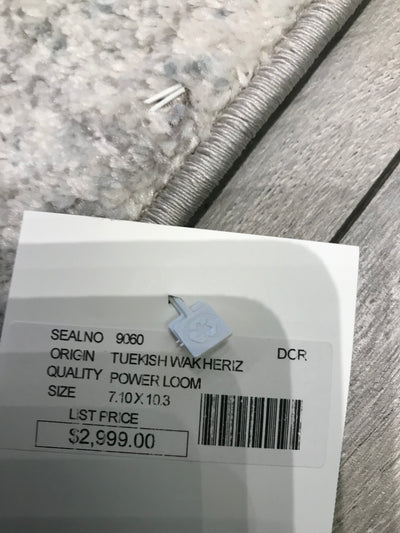 SEALNO 9060
ORIGIN TUEKISH WAK HERIZ DCR
QUALITY POWER LOOM
SIZE 7.10 X 10.3
LIST PRICE
$2,999.00